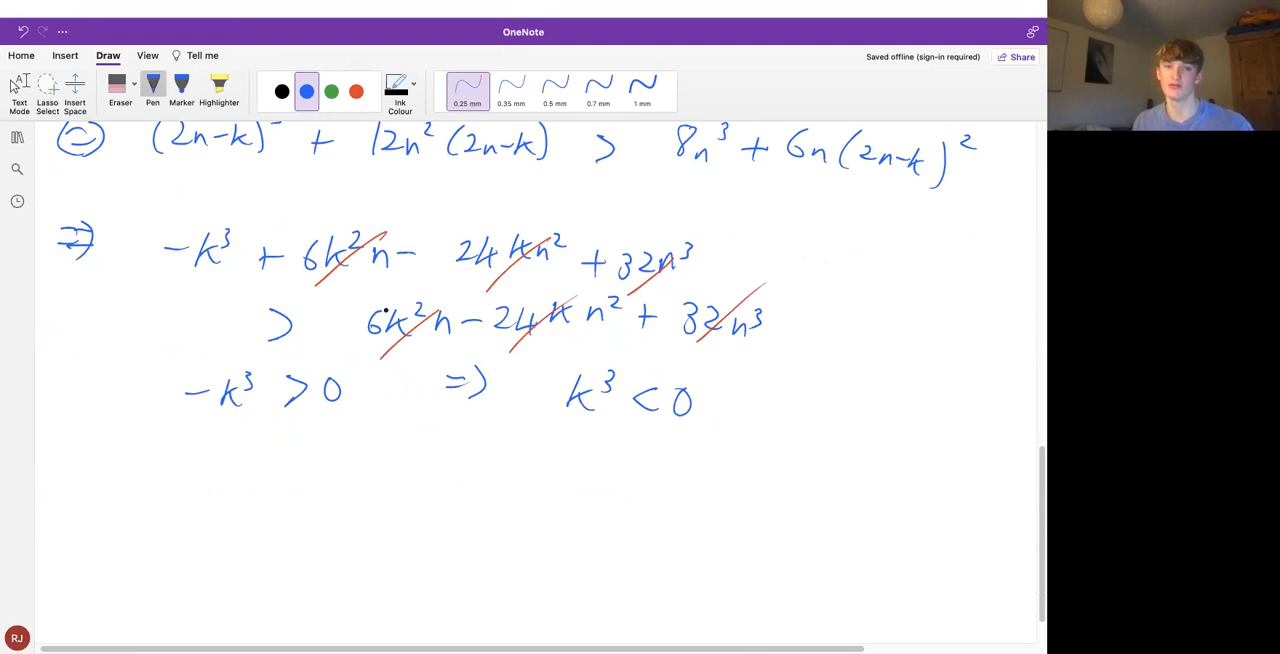 OneNote
Home Insert Draw View Tell me
Saved offline (sign-in required) Share
Text Mode Lasso Select Insert Space Eraser Pen Marker Highlighter Ink Colour 0.25 mm 0.35 mm 0.5 mm 0.7 mm 1 mm
(2n-k) + 12n² (2n-k) > 8n³ + 6n (2n-k)²
⇒ -k³ + 6k²n - 24kn² + 32n³
> 6k²n - 24kn² + 32n³
-k³ > 0 ⇒ k³ < 0
RJ